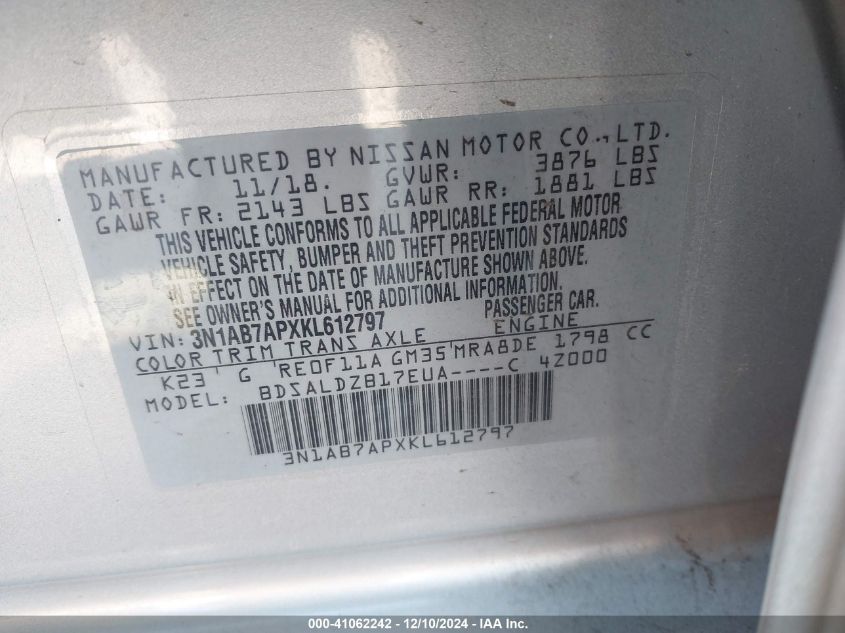 MANUFACTURED BY NISSAN MOTOR CO., LTD.
DATE: 11/18. GVWR: 3876 LBS
GAWR FR: 2143 LBS GAWR RR: 1881 LBS
THIS VEHICLE CONFORMS TO ALL APPLICABLE FEDERAL MOTOR
VEHICLE SAFETY, BUMPER AND THEFT PREVENTION STANDARDS
IN EFFECT ON THE DATE OF MANUFACTURE SHOWN ABOVE.
SEE OWNER'S MANUAL FOR ADDITIONAL INFORMATION.
VIN: 3N1AB7APXKL612797 PASSENGER CAR.
COLOR TRIM TRANS AXLE ENGINE
K23 G RE0F11A GM35 MRA8DE 1798 CC
MODEL: BDSALDZB17EUA----C 42000
3N1AB7APXKL612797
000-41062242 - 12/10/2024 - IAA Inc.